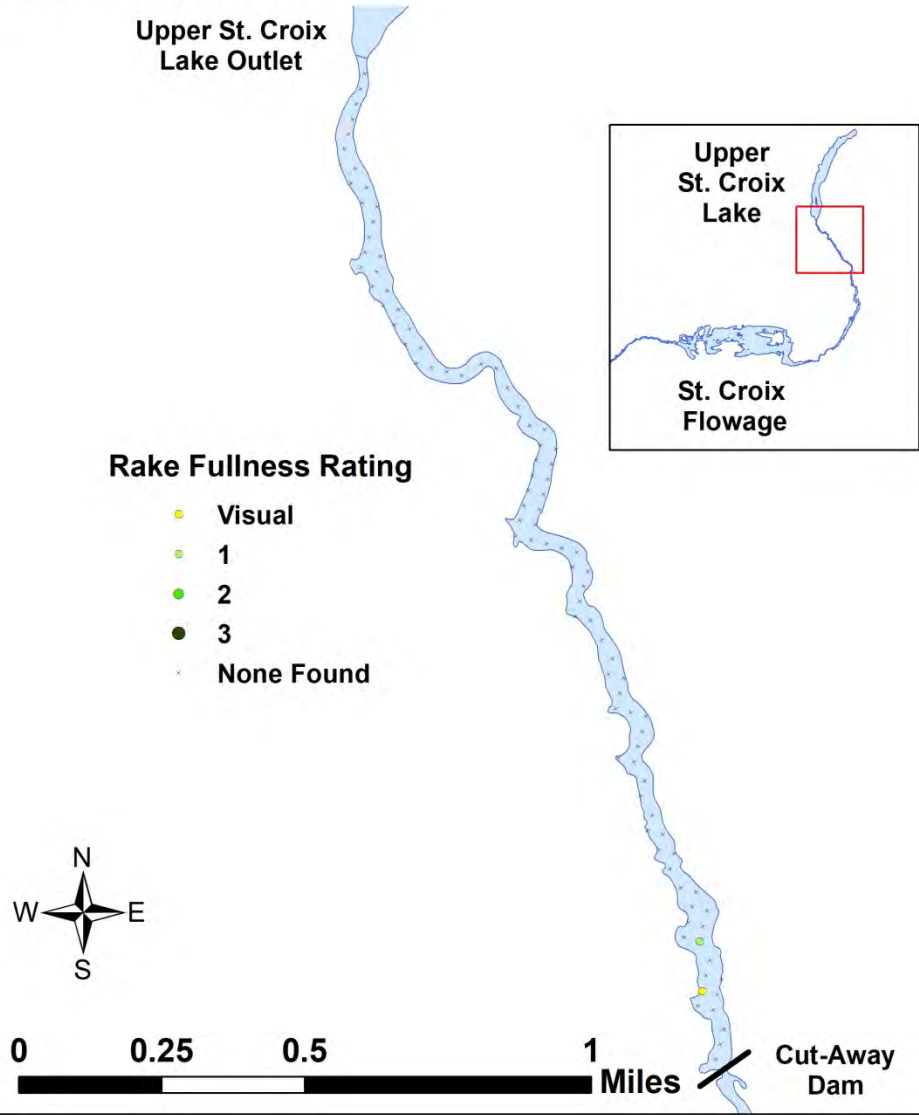 Upper St. Croix
Lake Outlet
Upper
St. Croix
Lake
St. Croix
Flowage
Rake Fullness Rating
Visual
1
2
3
None Found
N
W E
S
0 0.25 0.5 1
Miles
Cut-Away
Dam